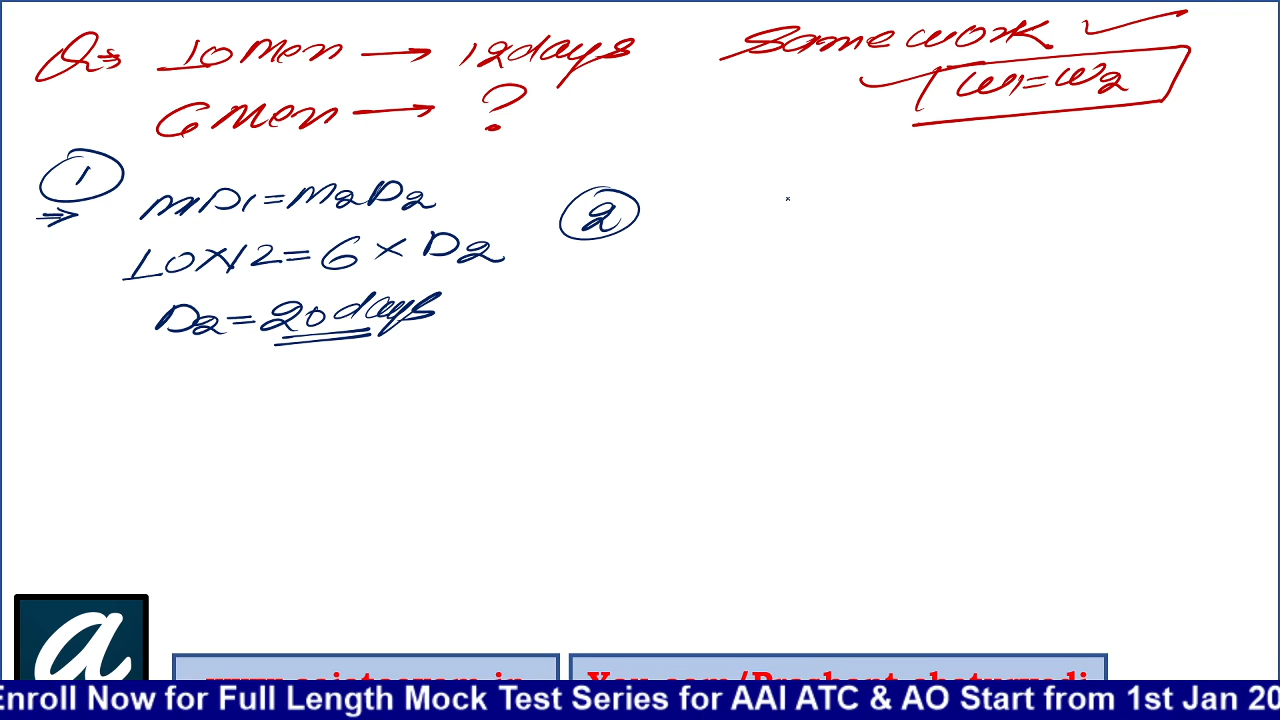 Q⇒ 10 Men → 12 days
6 Men → ?
Same work ✓
✓ W1=W2
1
⇒ M1D1=M2D2
10×12=6×D2
D2=20 days
2
a
Enroll Now for Full Length Mock Test Series for AAI ATC & AO Start from 1st Jan 20